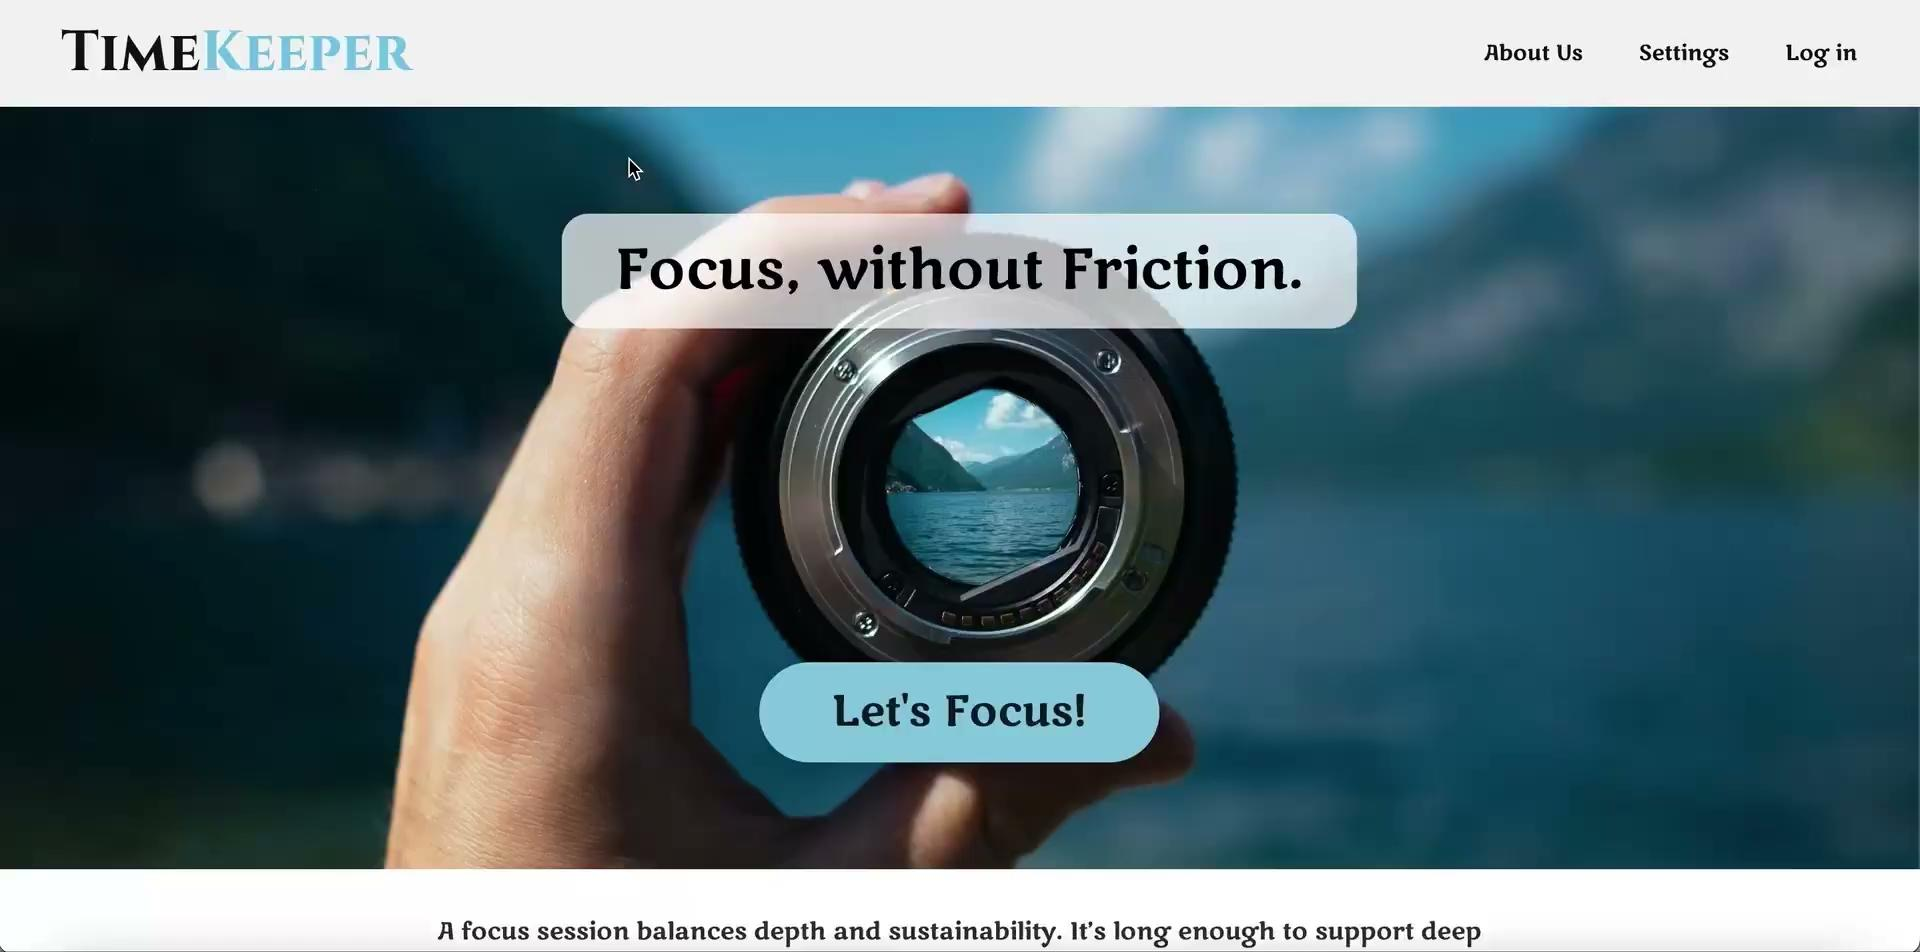 TIMEKEEPER
About Us
Settings
Log in
Focus, without Friction.
Let's Focus!
A focus session balances depth and sustainability. It's long enough to support deep